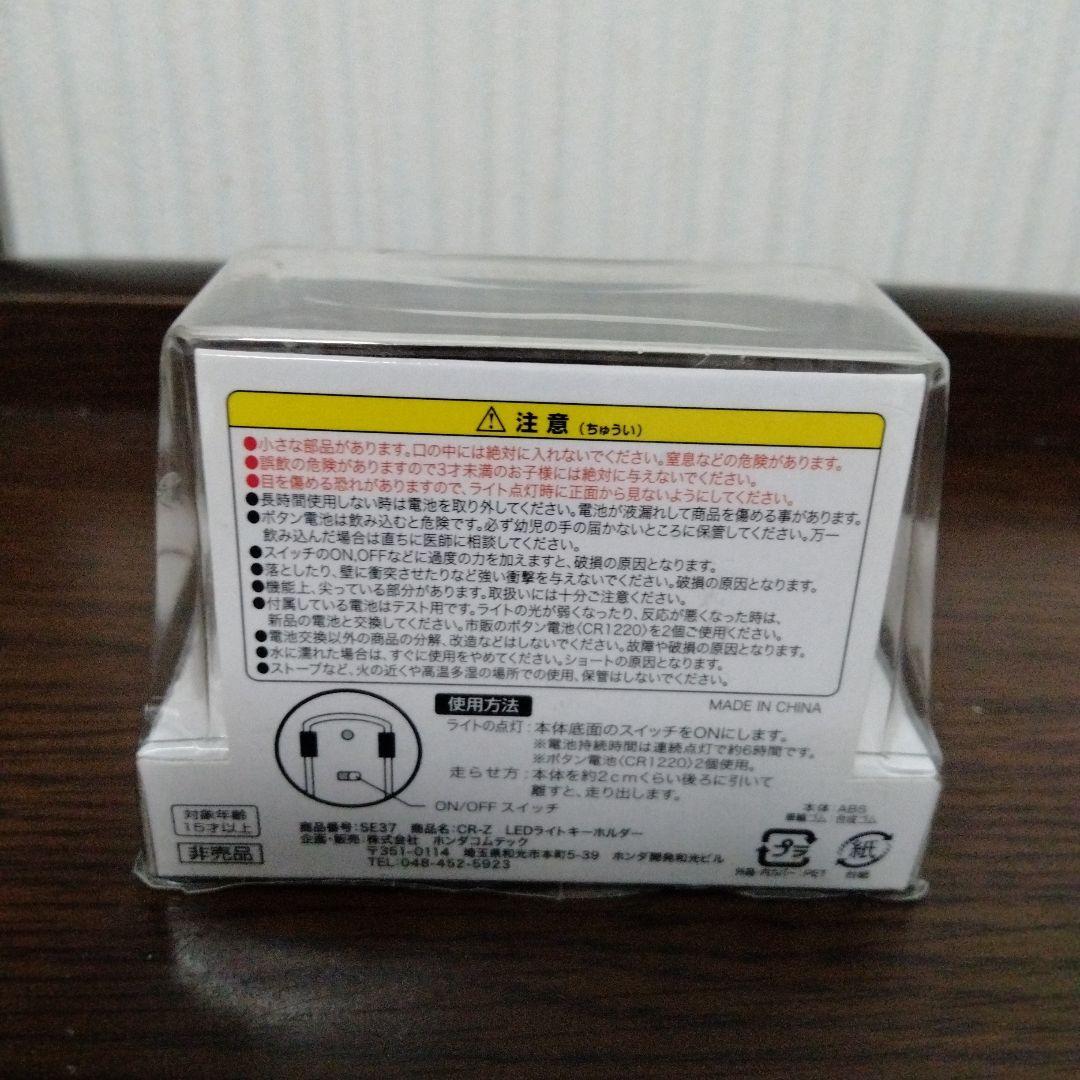 注意(ちゅうい)
●小さな部品があります。口の中には絶対に入れないでください。窒息などの危険があります。
●誤飲の危険がありますので3才未満のお子様には絶対に与えないでください。
●目を傷める恐れがありますので、ライト点灯時に正面から見ないようにしてください。
●長時間使用しない時は電池を取り外してください。電池が液漏れして商品を傷める事があります。
●ボタン電池は飲み込むと危険です。必ず幼児の手の届かないところに保管してください。万一
飲み込んだ場合は直ちに医師に相談してください。
●スイッチのON,OFFなどに過度の力を加えますと、破損の原因となります。
●落としたり、壁に衝突させたりなど強い衝撃を与えないでください。破損の原因となります。
●機能上、尖っている部分があります。取扱いには十分ご注意ください。
●付属している電池はテスト用です。ライトの光が弱くなったり、反応が悪くなった時は、
新品の電池と交換してください。市販のボタン電池〈CR1220〉を2個ご使用ください。
●電池交換以外の商品の分解、改造などはしないでください。故障や破損の原因となります。
●水に濡れた場合は、すぐに使用をやめてください。ショートの原因となります。
●ストーブなど、火の近くや高温多湿の場所での使用、保管はしないでください。
使用方法
MADE IN CHINA
ライトの点灯:本体底面のスイッチをONにします。
※電池持続時間は連続点灯で約6時間です。
※ボタン電池〈CR1220〉2個使用。
走らせ方:本体を約2cmくらい後ろに引いて
離すと、走り出します。
ON/OFF スイッチ
対象年齢
15才以上
非売品
商品番号:SE37 商品名:CR-Z LEDライトキーホルダー
企画・販売:株式会社 ホンダコムテック
〒351-0114 埼玉県和光市本町5-39 ホンダ開発和光ビル
TEL:048-452-5923
本体:ABS
車輪ゴム:合成ゴム
プラ
外箱・内カバー:PET
紙
台紙